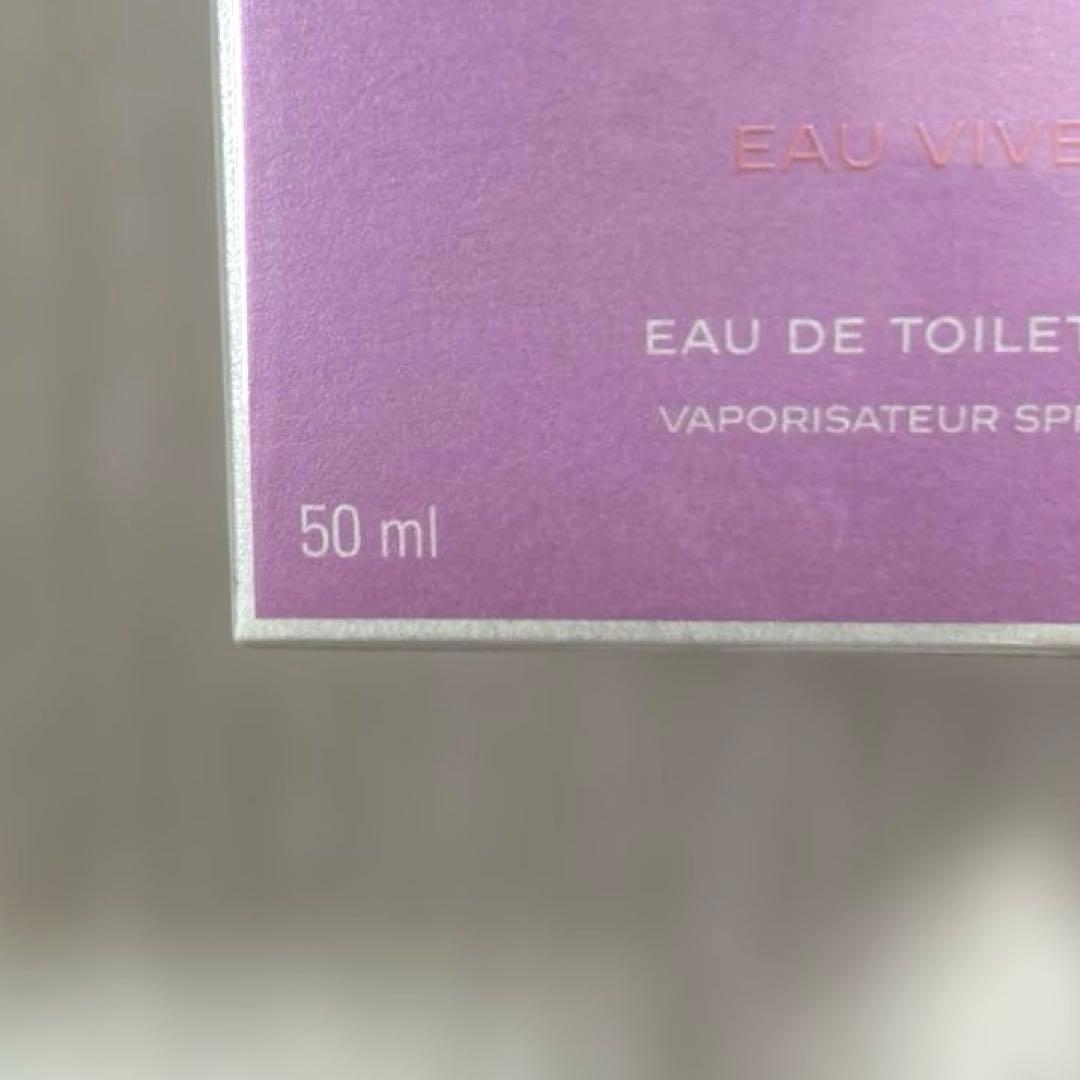 EAU VIVE
EAU DE TOILET
VAPORISATEUR SP
50 ml